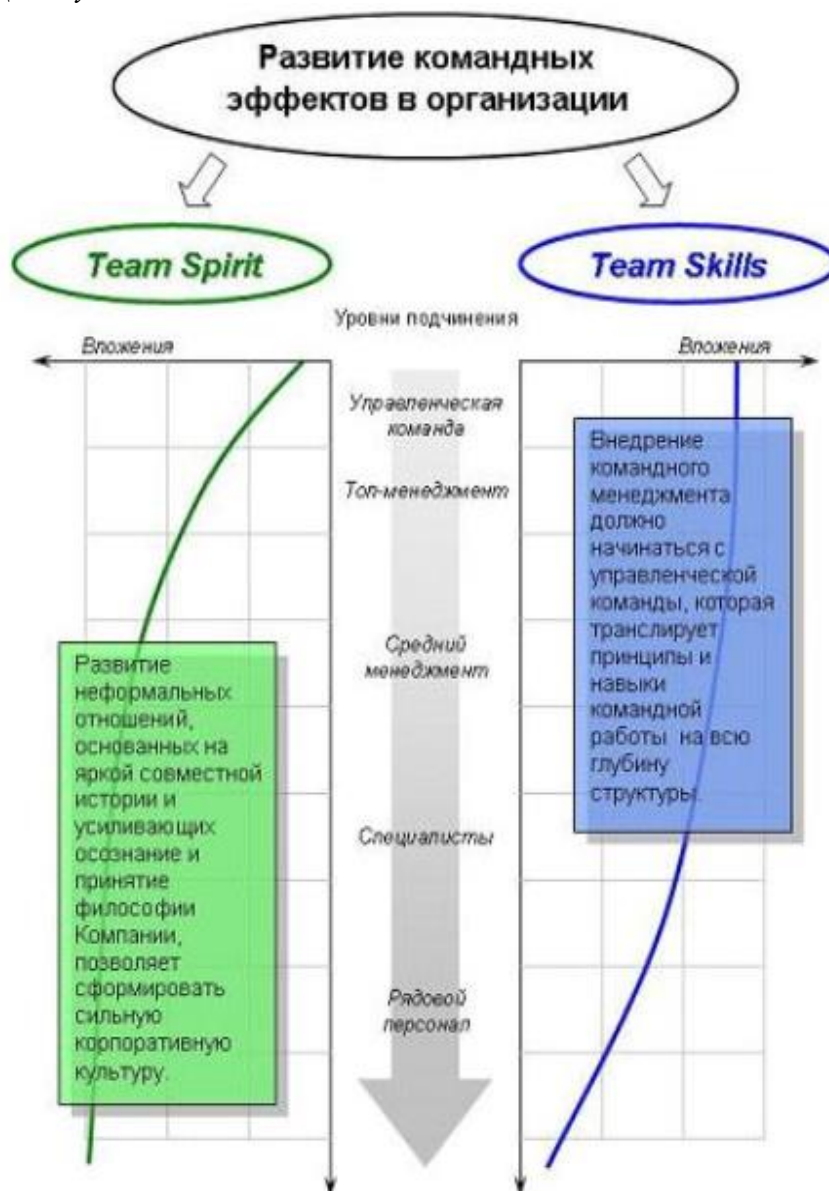 Развитие командных
эффектов в организации
Team Spirit
Team Skills
Уровни подчинения
Вложения
Вложения
Управленческая
команда
Топ-менеджмент
Средний
менеджмент
Специалисты
Рядовой
персонал
Развитие
неформальных
отношений,
основанных на
яркой совместной
истории и
усиливающих
осознание и
принятие
философии
Компании,
позволяет
сформировать
сильную
корпоративную
культуру.
Внедрение
командного
менеджмента
должно
начинаться с
управленческой
команды, которая
транслирует
принципы и
навыки
командной
работы на всю
глубину
структуры.